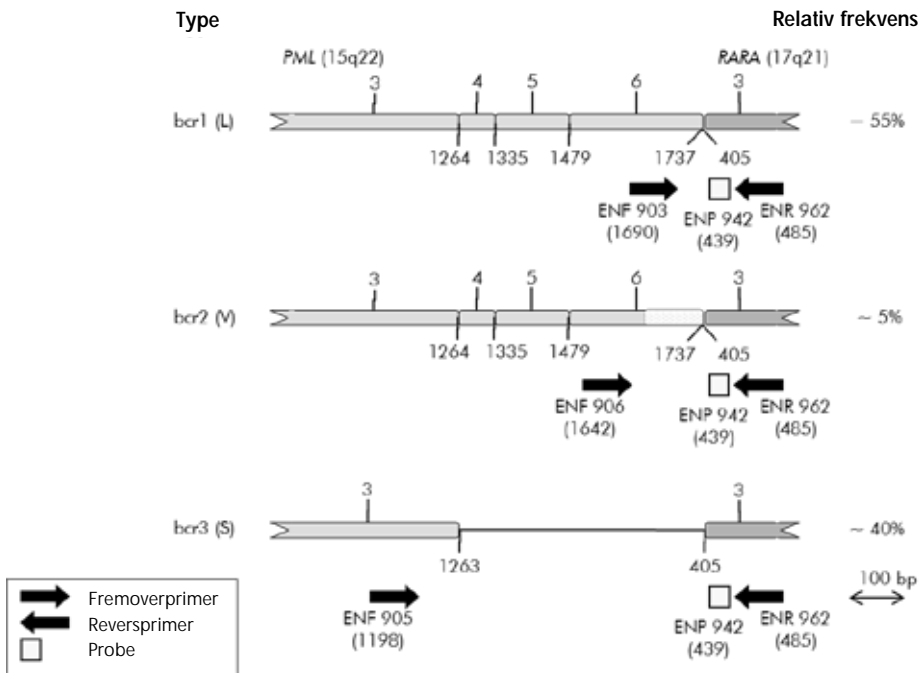 Type Relativ frekvens
PML (15q22) RARA (17q21)
3 4 5 6 3
bcr1 (L) ~ 55%
1264 1335 1479 1737 405
ENF 903 ENP 942 ENR 962
(1690) (439) (485)
3 4 5 6 3
bcr2 (V) ~ 5%
1264 1335 1479 1737 405
ENF 906 ENP 942 ENR 962
(1642) (439) (485)
3 3
bcr3 (S) ~ 40%
1263 405
100 bp
ENF 905 ENP 942 ENR 962
(1198) (439) (485)
Fremoverprimer
Reversprimer
Probe